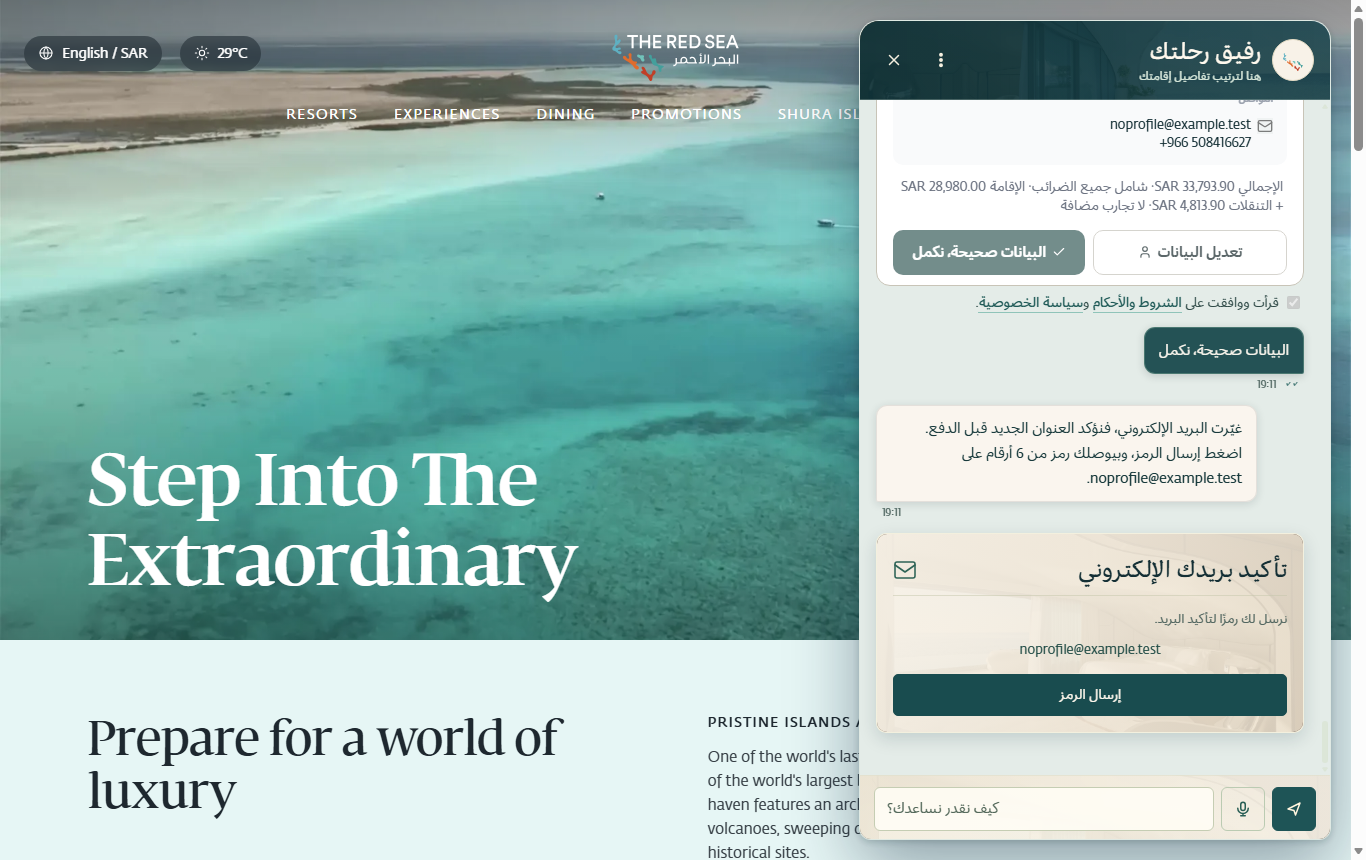 English / SAR
29°C
THE RED SEA
البحر الأحمر
RESORTS
EXPERIENCES
DINING
PROMOTIONS
SHURA ISL
Step Into The
Extraordinary
Prepare for a world of
luxury
PRISTINE ISLANDS
One of the world's las
of the world's largest
haven features an arc
volcanoes, sweeping
historical sites.
رفيق رحلتك
هنا لترتيب تفاصيل إقامتك
noprofile@example.test
+966 508416627
الإجمالي SAR 33,793.90· شامل جميع الضرائب· الإقامة SAR 28,980.00
+ التنقلات SAR 4,813.90· لا تجارب مضافة
تعديل البيانات
البيانات صحيحة، نكمل
قرأت ووافقت على الشروط والأحكام وسياسة الخصوصية.
البيانات صحيحة، نكمل
19:11
غيّرت البريد الإلكتروني، فنؤكد العنوان الجديد قبل الدفع.
اضغط إرسال الرمز، وبيوصلك رمز من 6 أرقام على
noprofile@example.test.
19:11
تأكيد بريدك الإلكتروني
نرسل لك رمزًا لتأكيد البريد.
noprofile@example.test
إرسال الرمز
كيف نقدر نساعدك؟